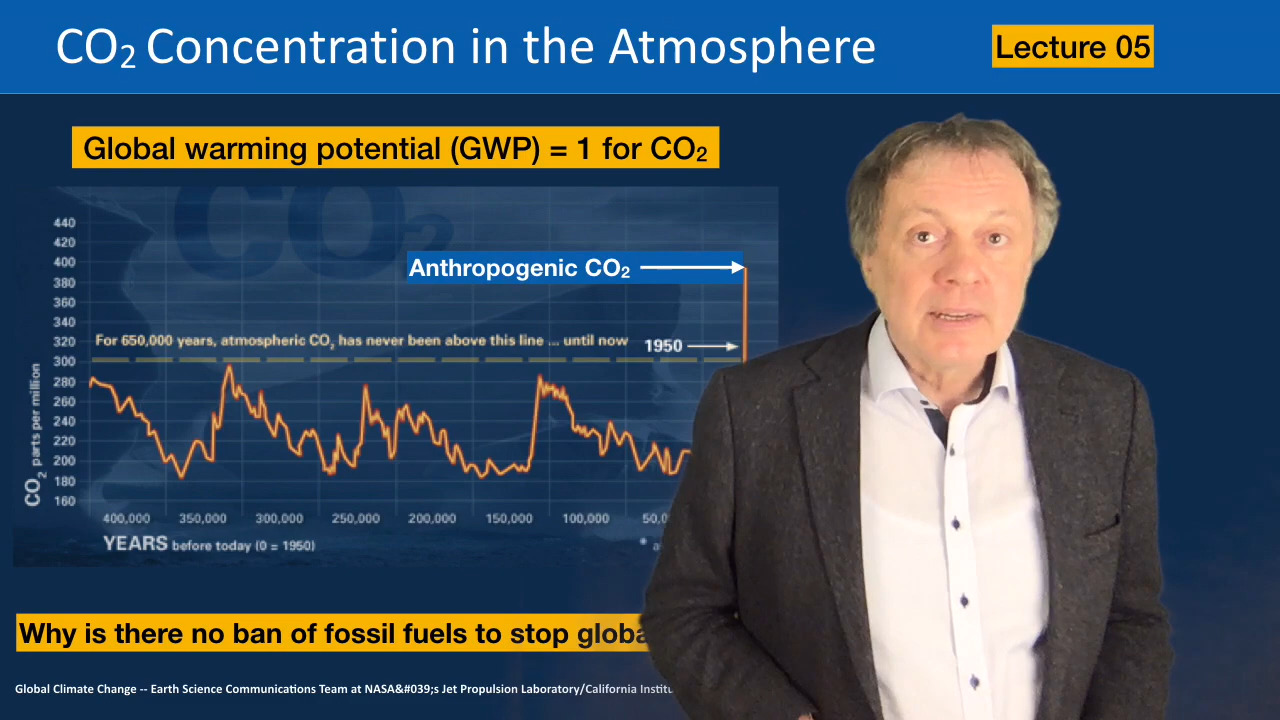 CO₂ Concentration in the Atmosphere
Lecture 05
Global warming potential (GWP) = 1 for CO₂
CO₂
440
420
400
Anthropogenic CO₂
380
360
340
320
For 650,000 years, atmospheric CO₂ has never been above this line ... until now
1950
300
280
260
240
220
200
180
160
CO₂ parts per million
400,000 350,000 300,000 250,000 200,000 150,000 100,000 50,0
YEARS before today (0 = 1950)
*
Why is there no ban of fossil fuels to stop globa
Global Climate Change -- Earth Science Communications Team at NASA&#039;s Jet Propulsion Laboratory/California Institu